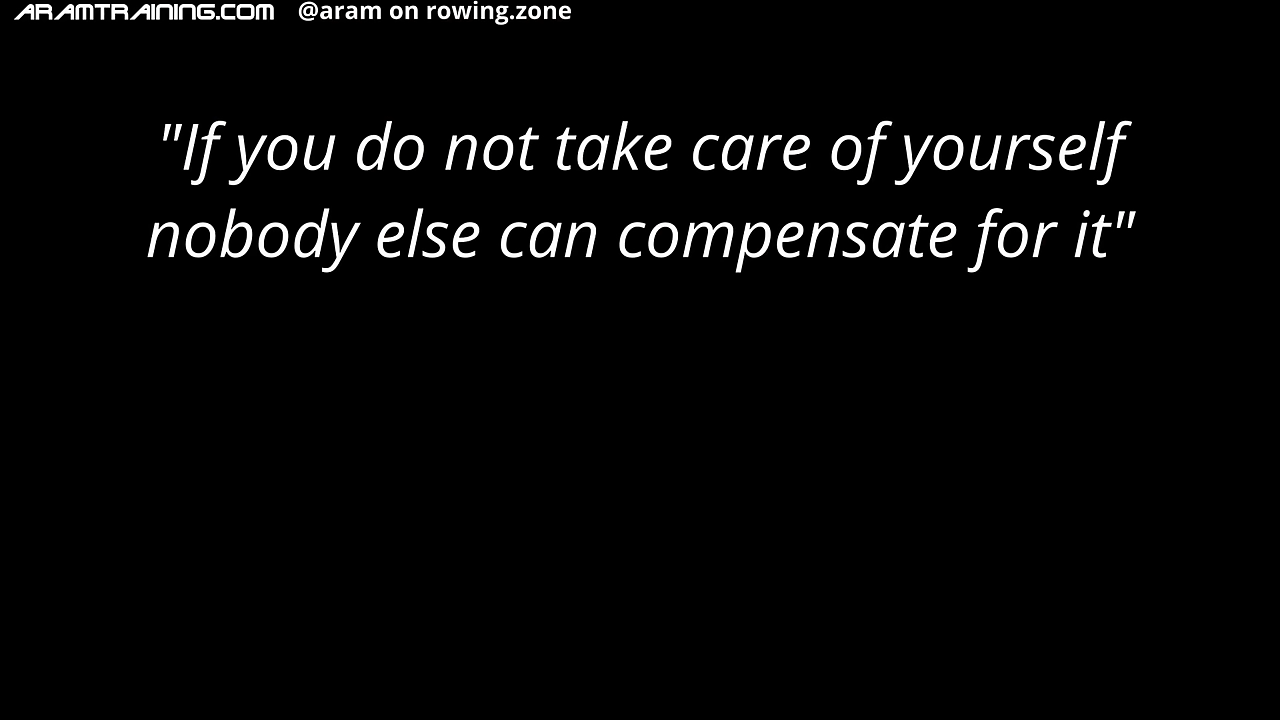 ARAMTRAINING.COM @aram on rowing.zone
"If you do not take care of yourself
nobody else can compensate for it"